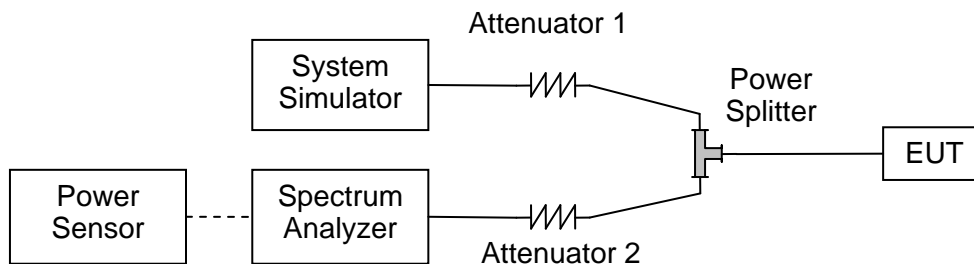 Attenuator 1
System
Simulator
Power
Splitter
EUT
Power
Sensor
Spectrum
Analyzer
Attenuator 2